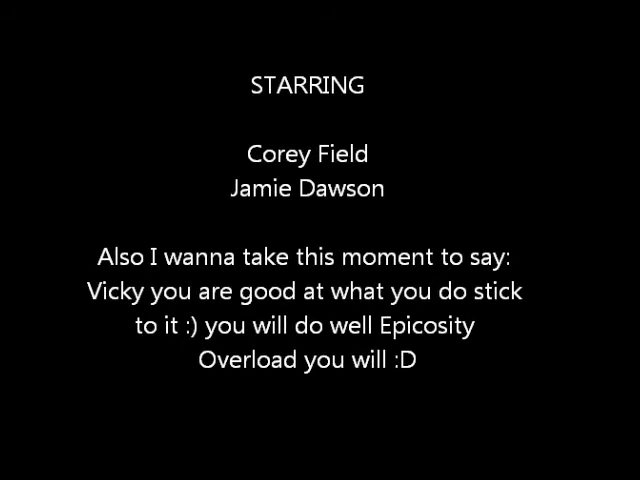 STARRING
Corey Field
Jamie Dawson
Also I wanna take this moment to say:
Vicky you are good at what you do stick
to it :) you will do well Epicosity
Overload you will :D